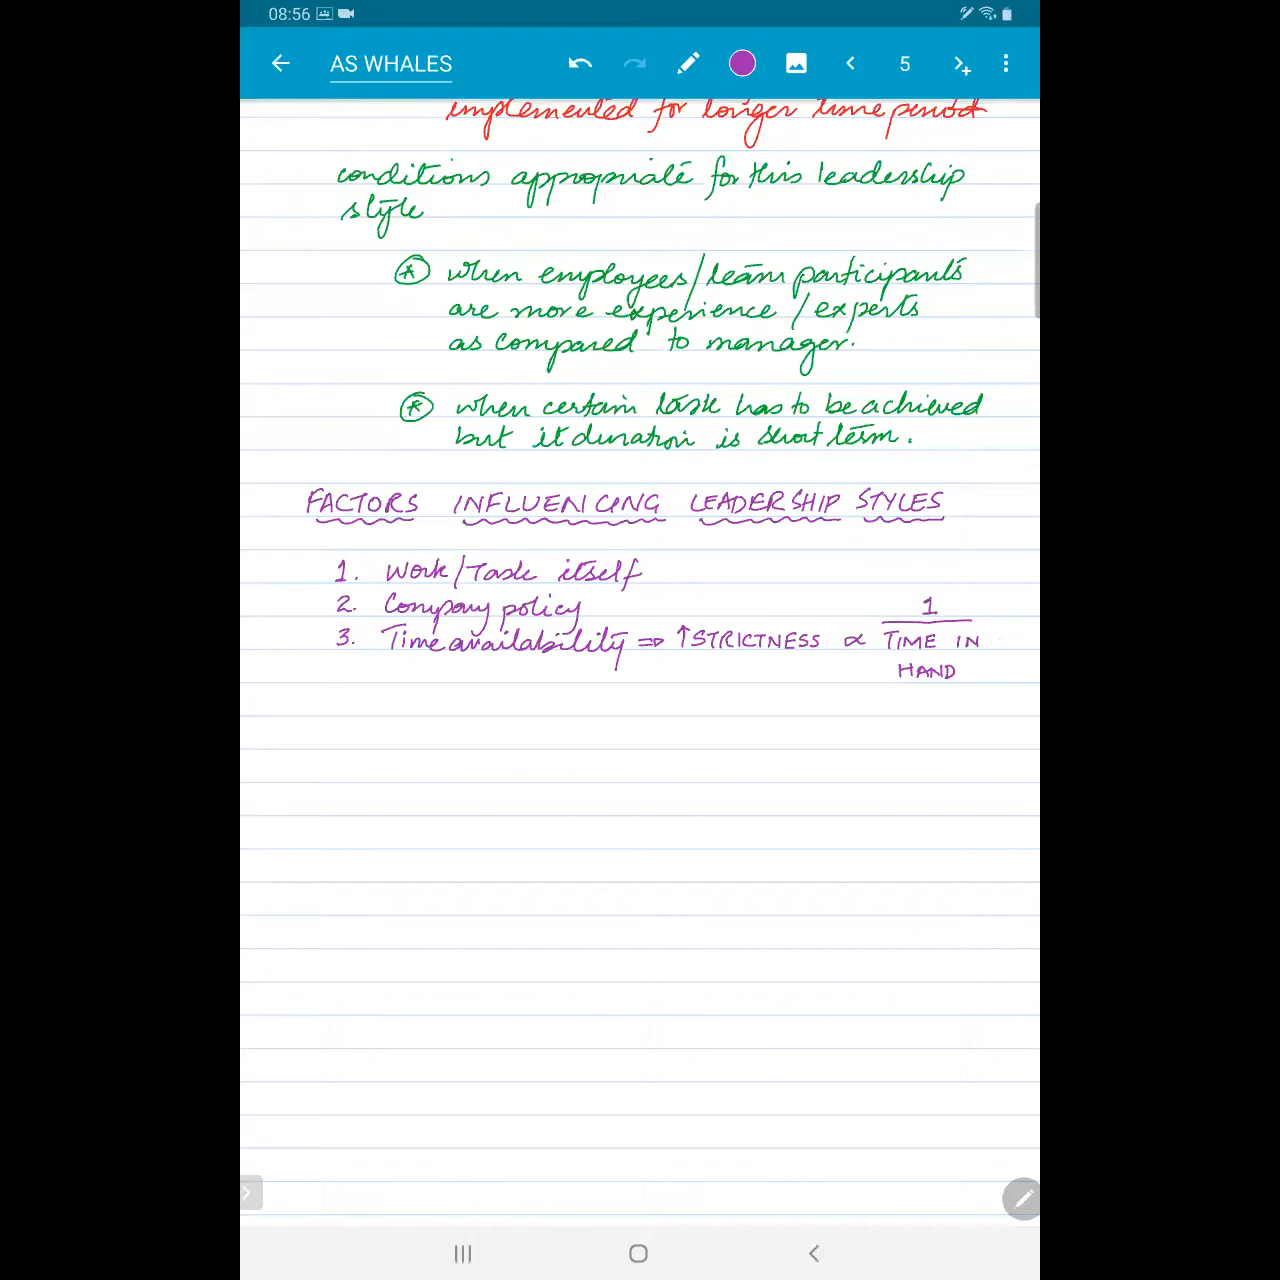 08:56
AS WHALES
5
implemented for longer time period
conditions appropriate for this leadership
style
when employees/team participants
are more experience/experts
as compared to manager.
when certain task has to be achieved
but it duration is short term.
FACTORS INFLUENCING LEADERSHIP STYLES
1. Work/Task itself
2. Company policy
3. Time availability ⇒ ↑STRICTNESS ∝ 1
TIME IN
HAND